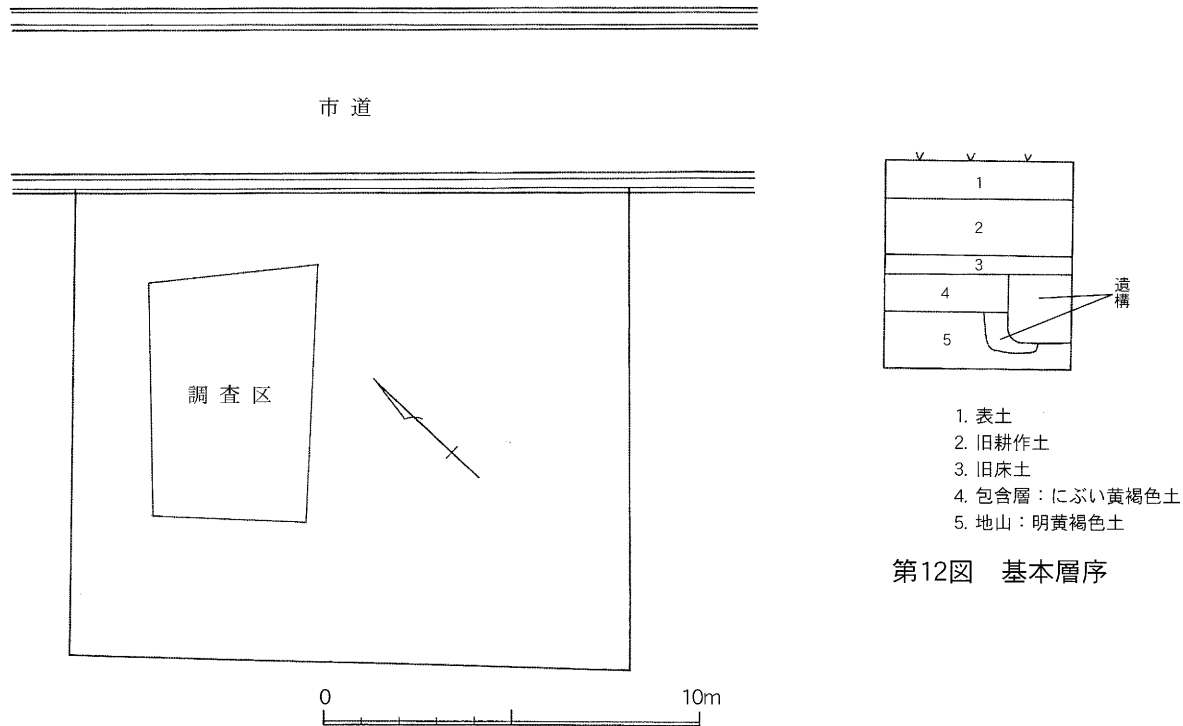 市道
調査区
0 10m
1
2
3
4
5
遺構
1. 表土
2. 旧耕作土
3. 旧床土
4. 包含層：にぶい黄褐色土
5. 地山：明黄褐色土
第12図　基本層序